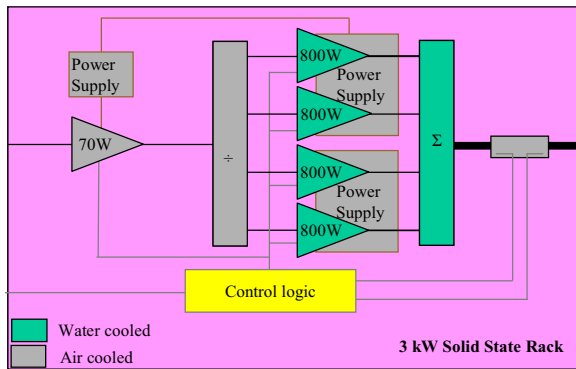 800W
Power
Supply
Power
Supply
800W
70W
÷
Σ
800W
Power
Supply
800W
Control logic
Water cooled
Air cooled
3 kW Solid State Rack